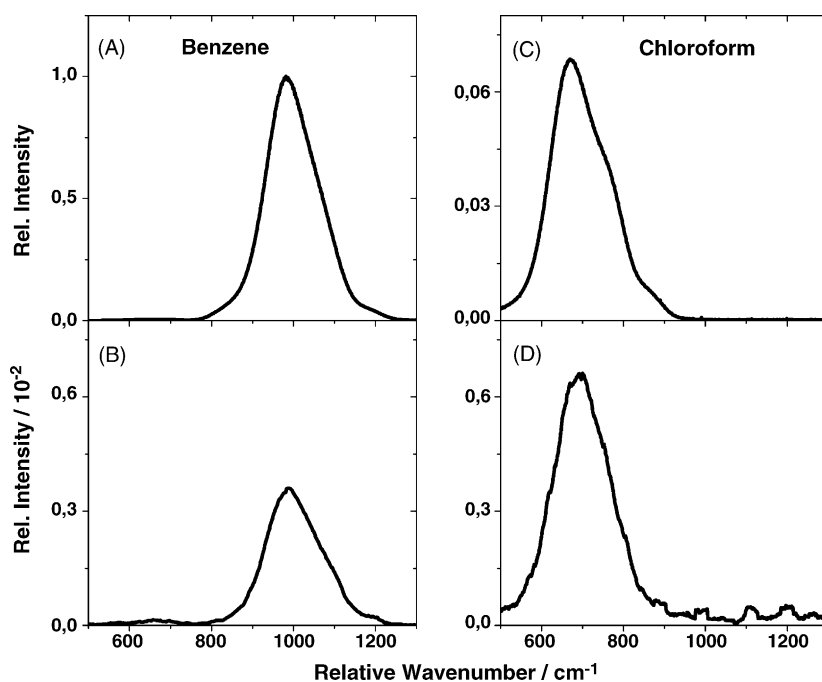 (A) Benzene
1,0
0,5
0,0
Rel. Intensity
(C) Chloroform
0,06
0,03
0,00
(B)
0,6
0,3
0,0
600 800 1000 1200
Rel. Intensity / 10-2
(D)
0,6
0,3
0,0
600 800 1000 1200
Relative Wavenumber / cm-1